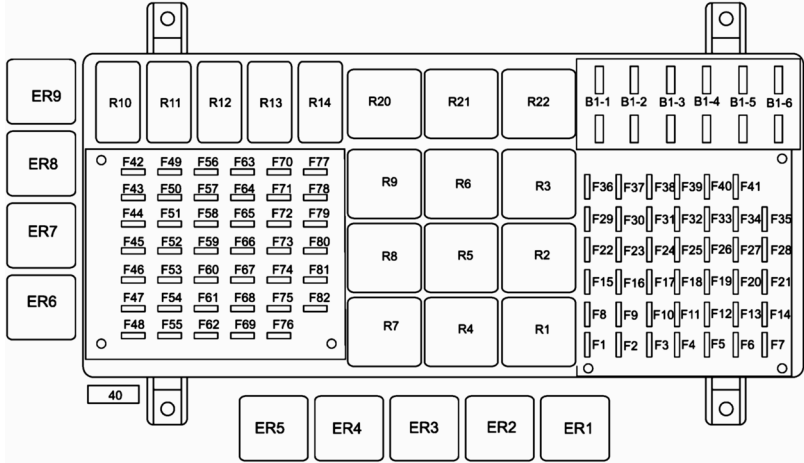 ER9
ER8
ER7
ER6
R10 R11 R12 R13 R14 R20 R21 R22
B1-1 B1-2 B1-3 B1-4 B1-5 B1-6
F42 F49 F56 F63 F70 F77
F43 F50 F57 F64 F71 F78
F44 F51 F58 F65 F72 F79
F45 F52 F59 F66 F73 F80
F46 F53 F60 F67 F74 F81
F47 F54 F61 F68 F75 F82
F48 F55 F62 F69 F76
R9 R6 R3
R8 R5 R2
R7 R4 R1
F36 F37 F38 F39 F40 F41
F29 F30 F31 F32 F33 F34 F35
F22 F23 F24 F25 F26 F27 F28
F15 F16 F17 F18 F19 F20 F21
F8 F9 F10 F11 F12 F13 F14
F1 F2 F3 F4 F5 F6 F7
40
ER5 ER4 ER3 ER2 ER1